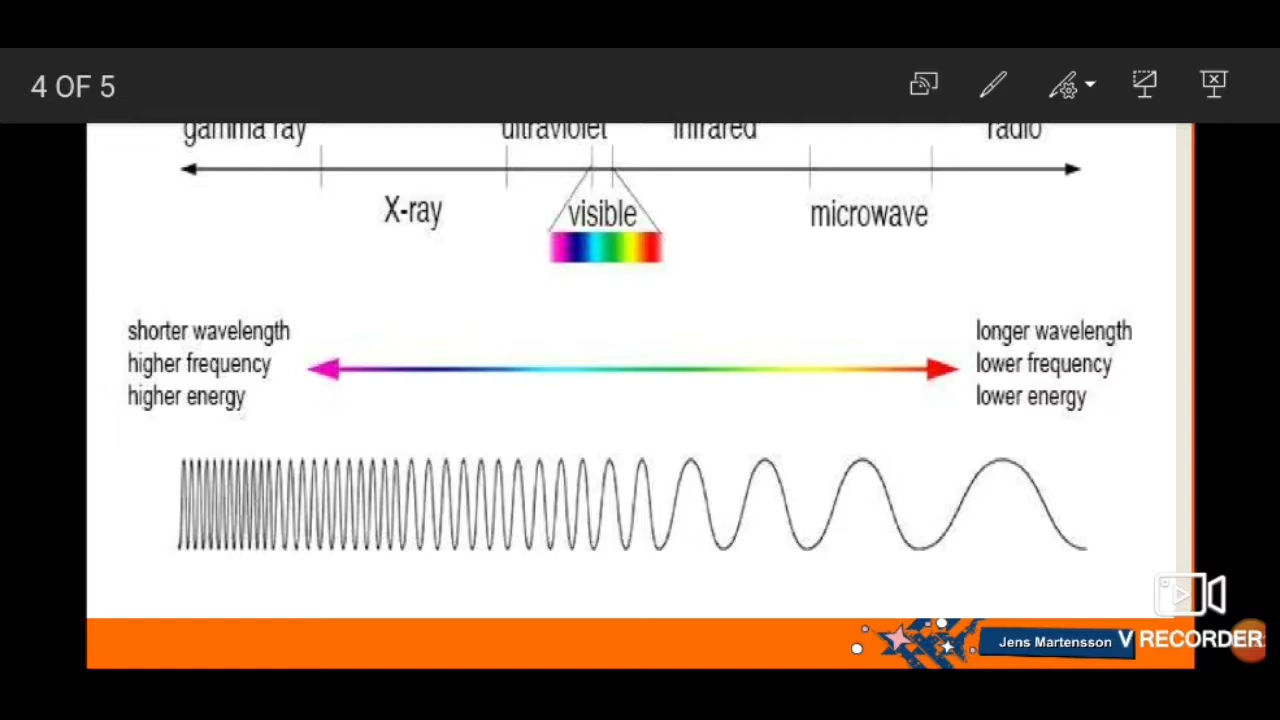 4 OF 5
gamma ray ultraviolet infrared radio
X-ray visible microwave
shorter wavelength
higher frequency
higher energy
longer wavelength
lower frequency
lower energy
Jens Martensson
V RECORDER